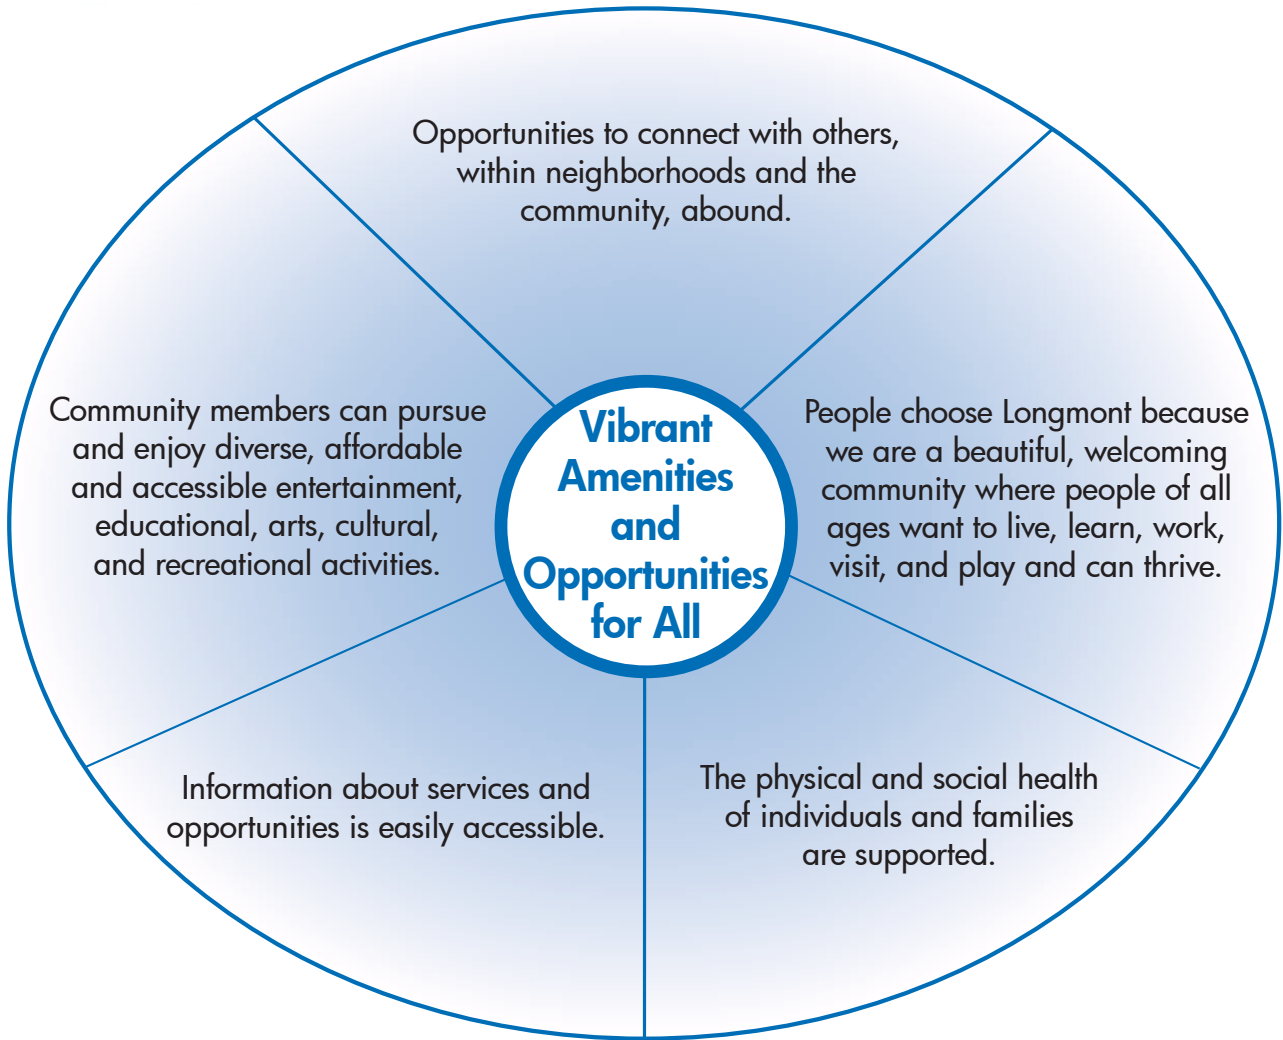 Opportunities to connect with others,
within neighborhoods and the
community, abound.
Community members can pursue
and enjoy diverse, affordable
and accessible entertainment,
educational, arts, cultural,
and recreational activities.
Vibrant
Amenities
and
Opportunities
for All
People choose Longmont because
we are a beautiful, welcoming
community where people of all
ages want to live, learn, work,
visit, and play and can thrive.
Information about services and
opportunities is easily accessible.
The physical and social health
of individuals and families
are supported.